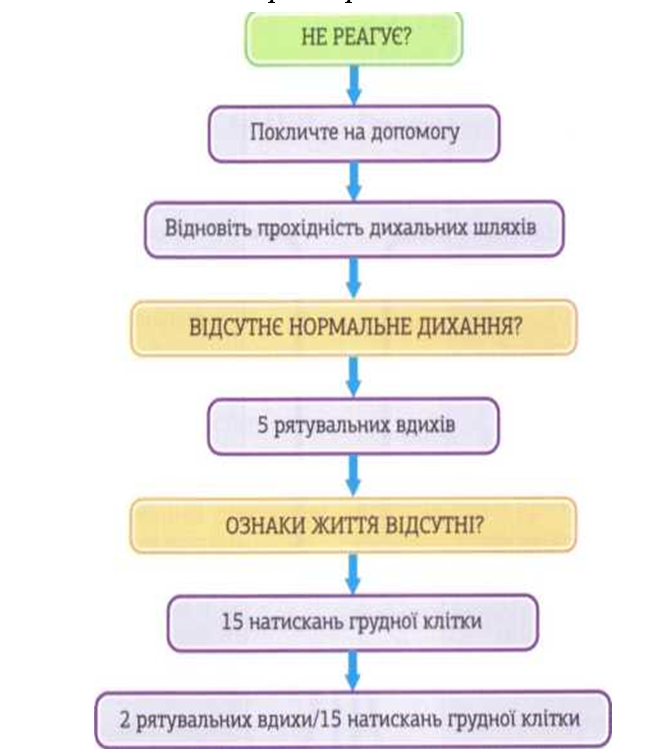 НЕ РЕАГУЄ?
Покличте на допомогу
Відновіть прохідність дихальних шляхів
ВІДСУТНЄ НОРМАЛЬНЕ ДИХАННЯ?
5 рятувальних вдихів
ОЗНАКИ ЖИТТЯ ВІДСУТНІ?
15 натискань грудної клітки
2 рятувальних вдихи/15 натискань грудної клітки